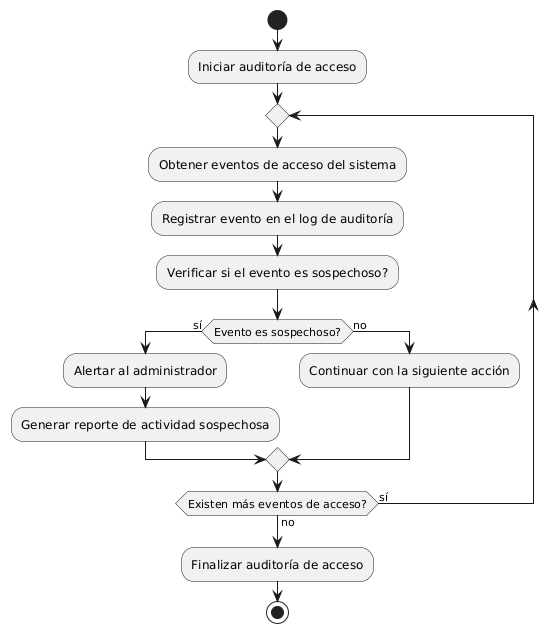 Iniciar auditoría de acceso
Obtener eventos de acceso del sistema
Registrar evento en el log de auditoría
Verificar si el evento es sospechoso?
sí
Evento es sospechoso?
no
Alertar al administrador
Continuar con la siguiente acción
Generar reporte de actividad sospechosa
Existen más eventos de acceso?
sí
no
Finalizar auditoría de acceso